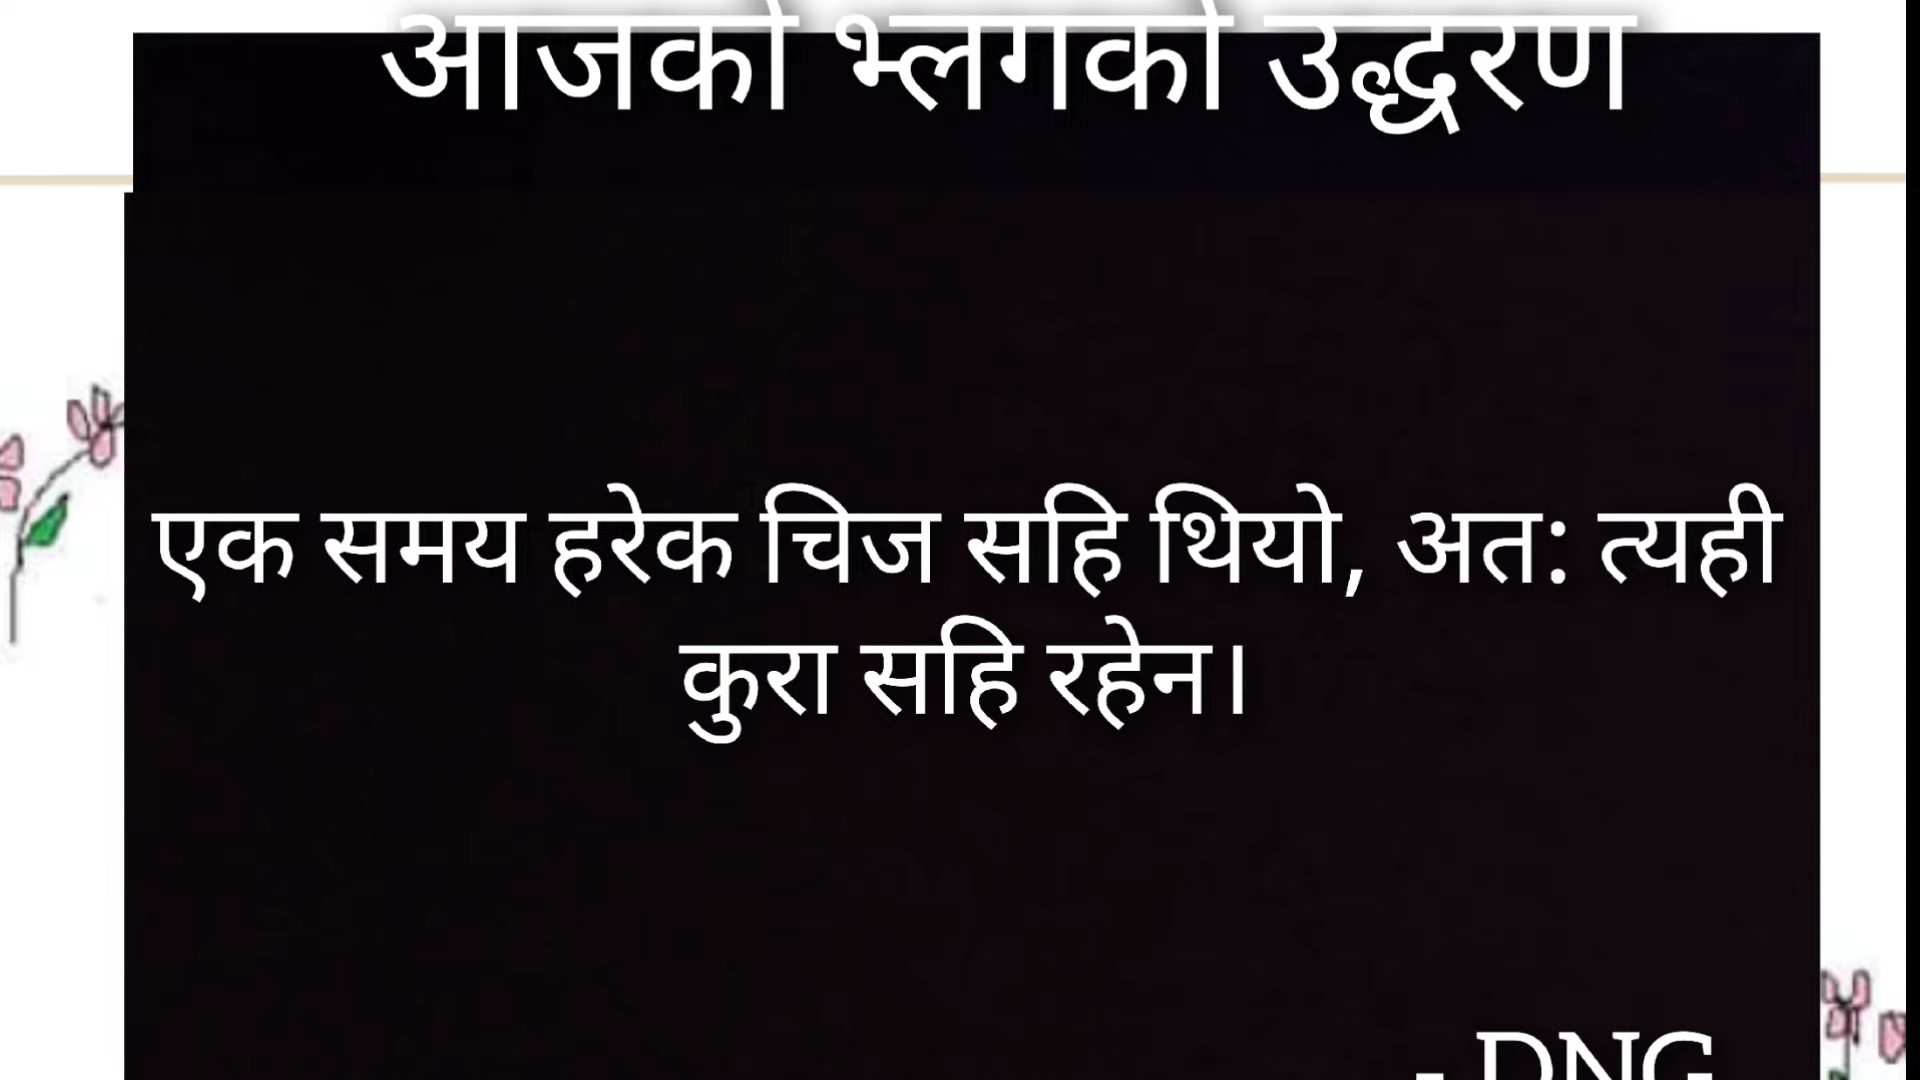 आजको भ्लगको उद्धरण
एक समय हरेक चिज सहि थियो, अत: त्यही
कुरा सहि रहेन।
- DNG